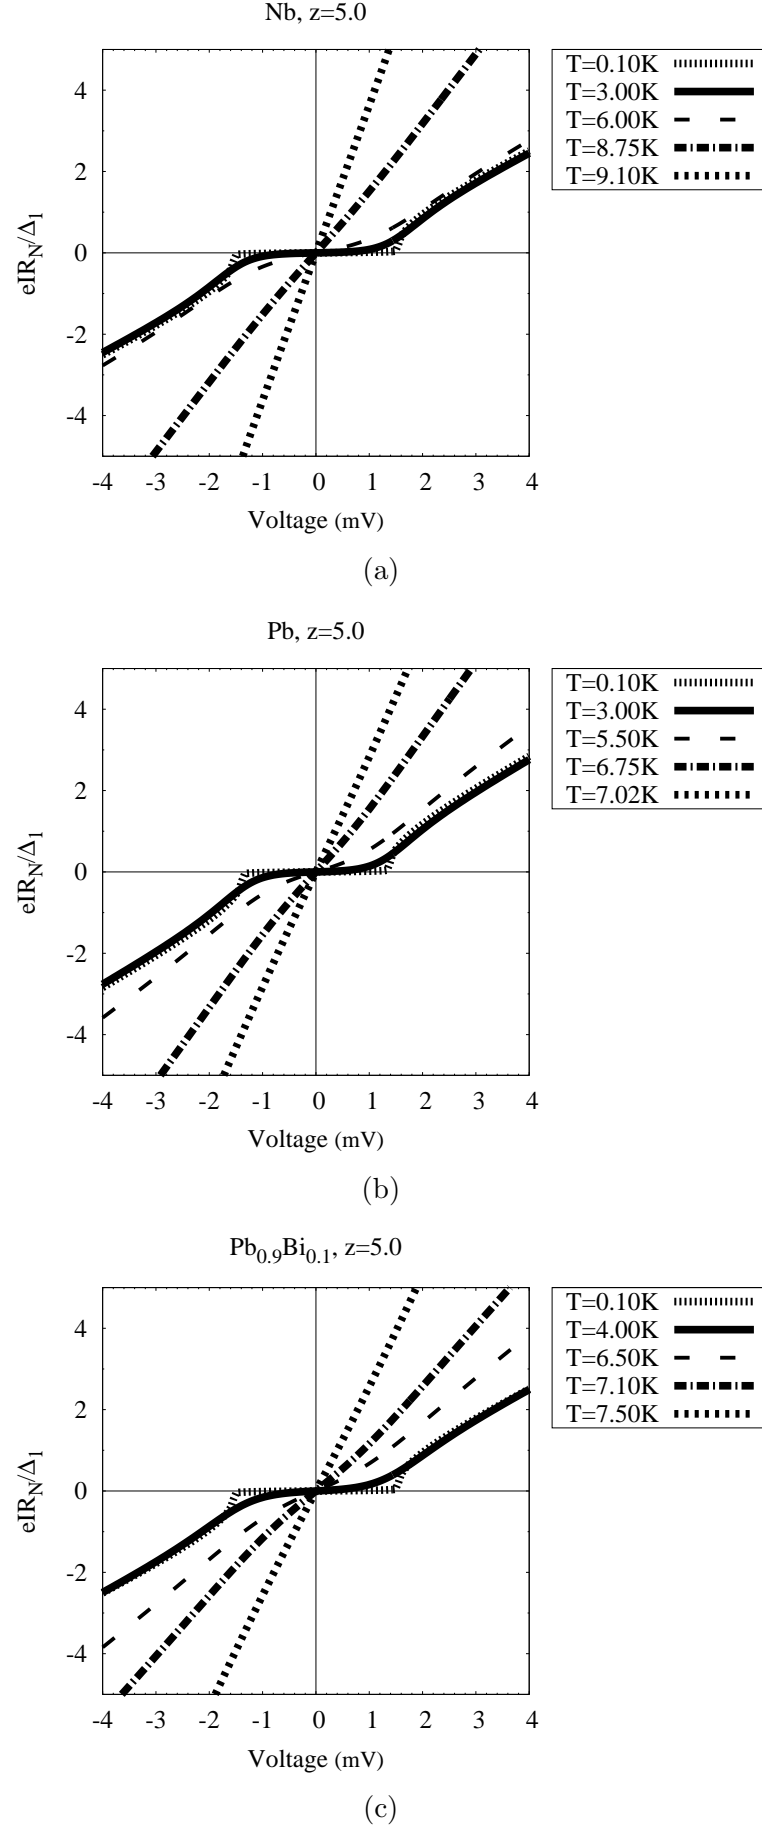 Nb, z=5.0
4
2
0
-2
-4
eIR_N/Δ_1
-4 -3 -2 -1 0 1 2 3 4
Voltage (mV)
T=0.10K
T=3.00K
T=6.00K
T=8.75K
T=9.10K
(a)
Pb, z=5.0
4
2
0
-2
-4
eIR_N/Δ_1
-4 -3 -2 -1 0 1 2 3 4
Voltage (mV)
T=0.10K
T=3.00K
T=5.50K
T=6.75K
T=7.02K
(b)
Pb_0.9Bi_0.1, z=5.0
4
2
0
-2
-4
eIR_N/Δ_1
-4 -3 -2 -1 0 1 2 3 4
Voltage (mV)
T=0.10K
T=4.00K
T=6.50K
T=7.10K
T=7.50K
(c)